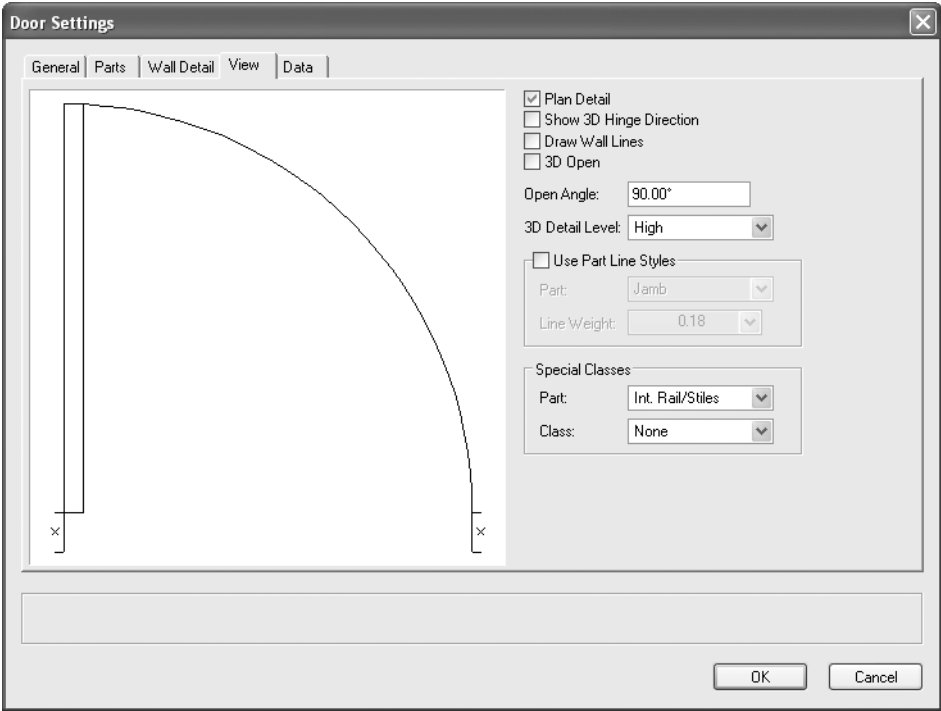 Door Settings
General Parts Wall Detail View Data
Plan Detail
Show 3D Hinge Direction
Draw Wall Lines
3D Open
Open Angle: 90.00°
3D Detail Level: High
Use Part Line Styles
Part: Jamb
Line Weight: 0.18
Special Classes
Part: Int. Rail/Stiles
Class: None
OK Cancel